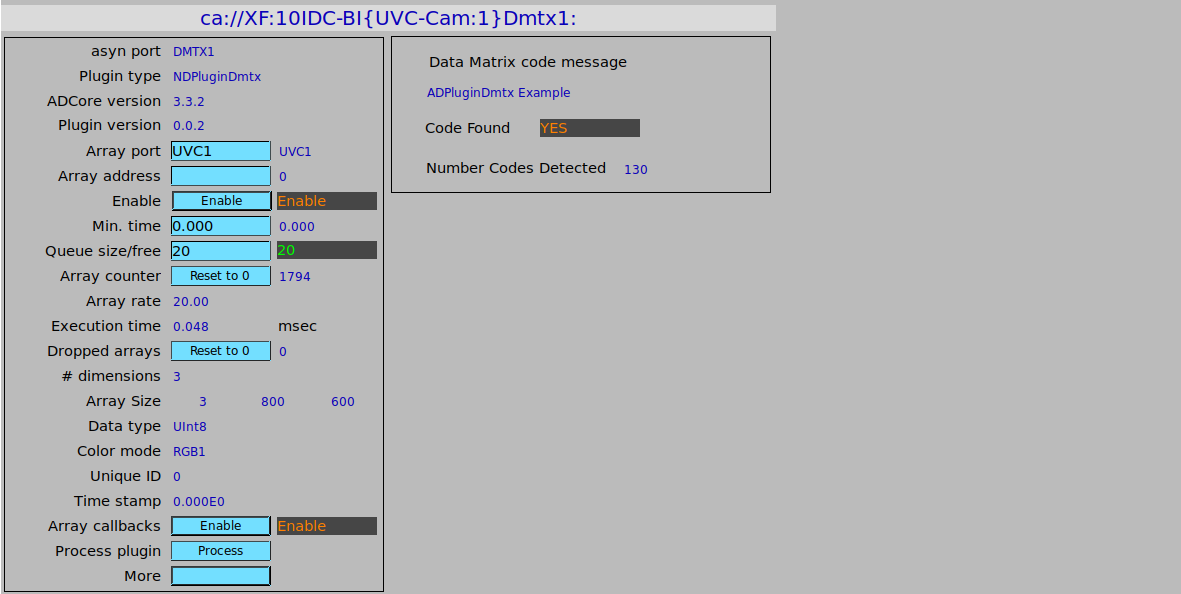 ca://XF:10IDC-BI{UVC-Cam:1}Dmtx1:
asyn port DMTX1
Plugin type NDPluginDmtx
ADCore version 3.3.2
Plugin version 0.0.2
Array port UVC1 UVC1
Array address 0
Enable Enable Enable
Min. time 0.000 0.000
Queue size/free 20 20
Array counter Reset to 0 1794
Array rate 20.00
Execution time 0.048 msec
Dropped arrays Reset to 0 0
# dimensions 3
Array Size 3 800 600
Data type UInt8
Color mode RGB1
Unique ID 0
Time stamp 0.000E0
Array callbacks Enable Enable
Process plugin Process
More
Data Matrix code message
ADPluginDmtx Example
Code Found YES
Number Codes Detected 130